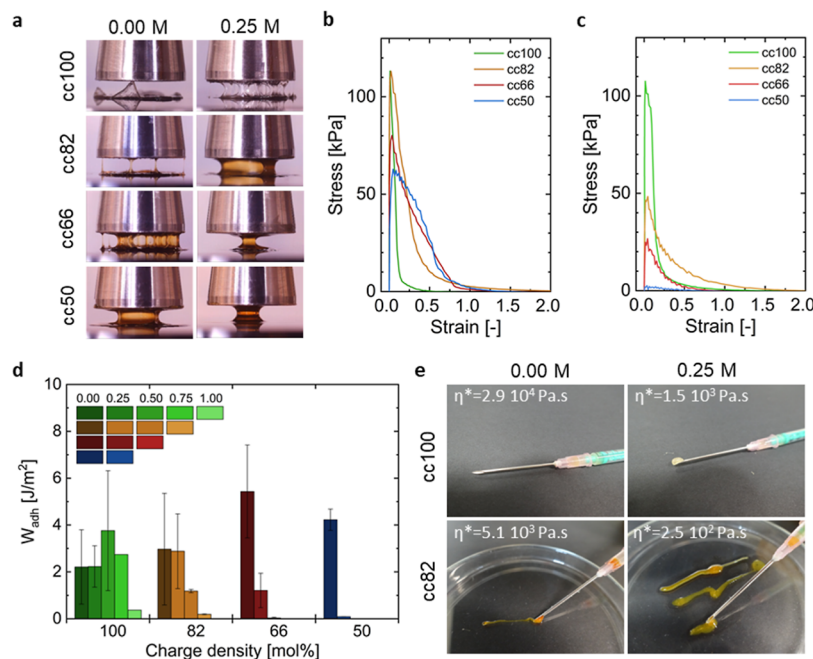 a
0.00 M 0.25 M
cc100
cc82
cc66
cc50
b
Stress [kPa]
100
50
0
0.0 0.5 1.0 1.5 2.0
Strain [-]
cc100
cc82
cc66
cc50
c
Stress [kPa]
100
50
0
0.0 0.5 1.0 1.5 2.0
Strain [-]
cc100
cc82
cc66
cc50
d
W_adh [J/m²]
10
8
6
4
2
0
0.00 0.25 0.50 0.75 1.00
100 82 66 50
Charge density [mol%]
e
0.00 M 0.25 M
cc100
η*=2.9 10⁴ Pa.s
η*=1.5 10³ Pa.s
cc82
η*=5.1 10³ Pa.s
η*=2.5 10² Pa.s